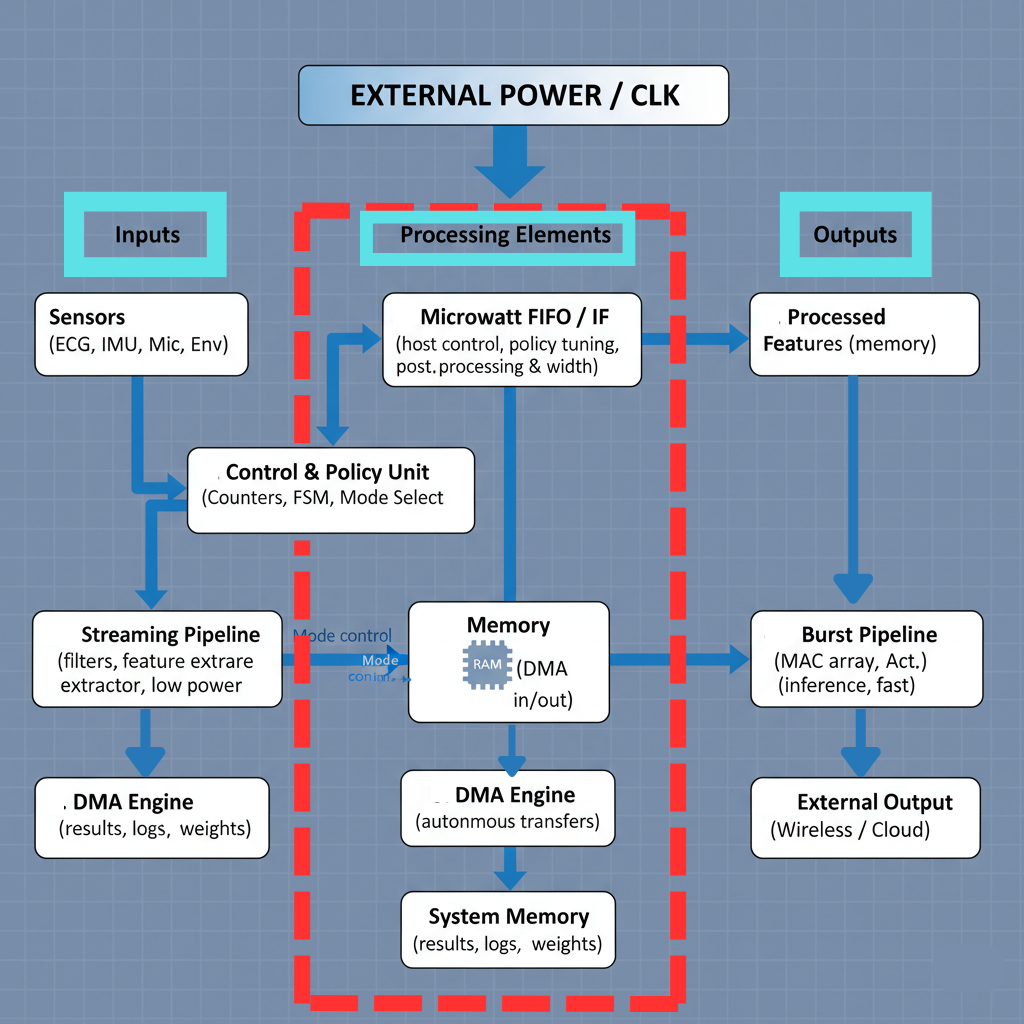 EXTERNAL POWER / CLK
Inputs
Processing Elements
Outputs
Sensors
(ECG, IMU, Mic, Env)
Microwatt FIFO / IF
(host control, policy tuning,
post. processing & width)
. Processed
Features (memory)
. Control & Policy Unit
(Counters, FSM, Mode Select
Streaming Pipeline
(filters, feature extrare
extractor, low power
Mode control
Mode
Memory
RAM
(DMA
in/out)
Burst Pipeline
(MAC array, Act.)
(inference, fast)
. DMA Engine
(results, logs, weights)
DMA Engine
(autonmous transfers)
External Output
(Wireless / Cloud)
System Memory
(results, logs, weights)